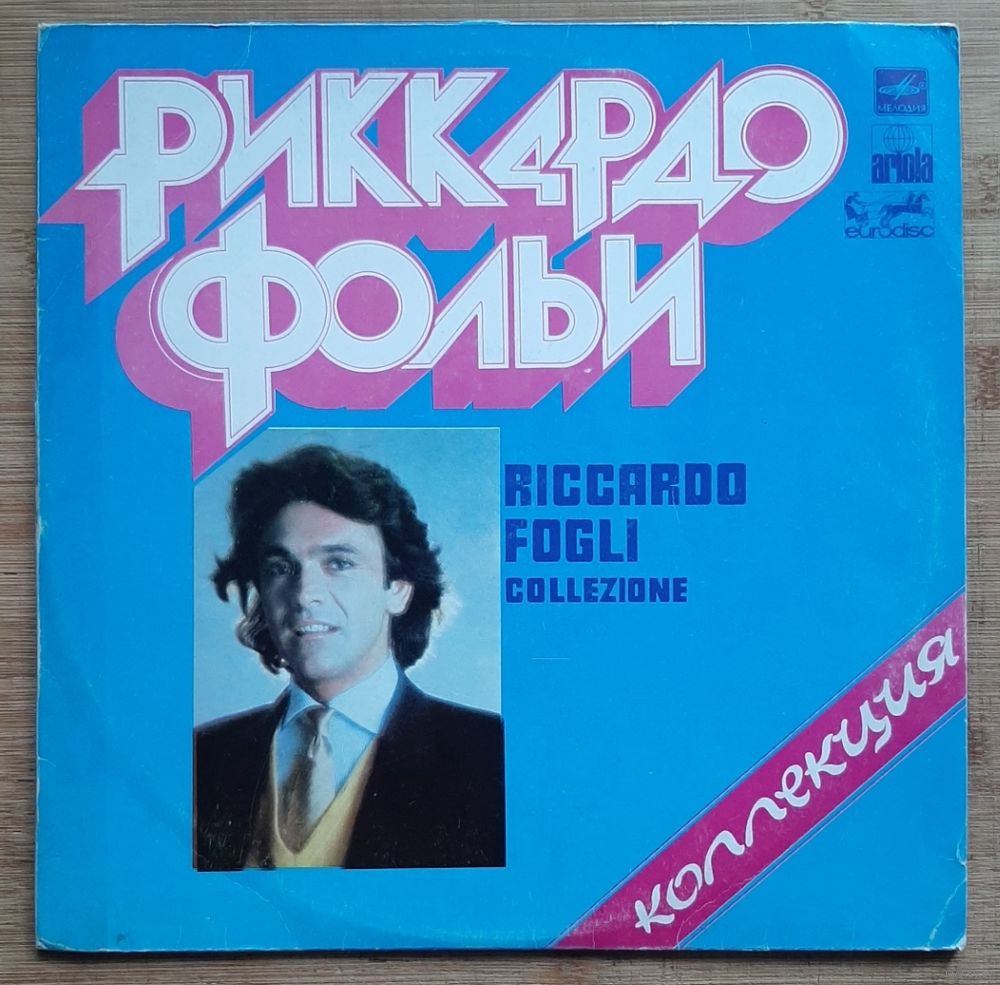 РИККАРДО
ФОЛЬИ
МЕЛОДИЯ
ariola
eurodisc
RICCARDO
FOGLI
COLLEZIONE
коллекция